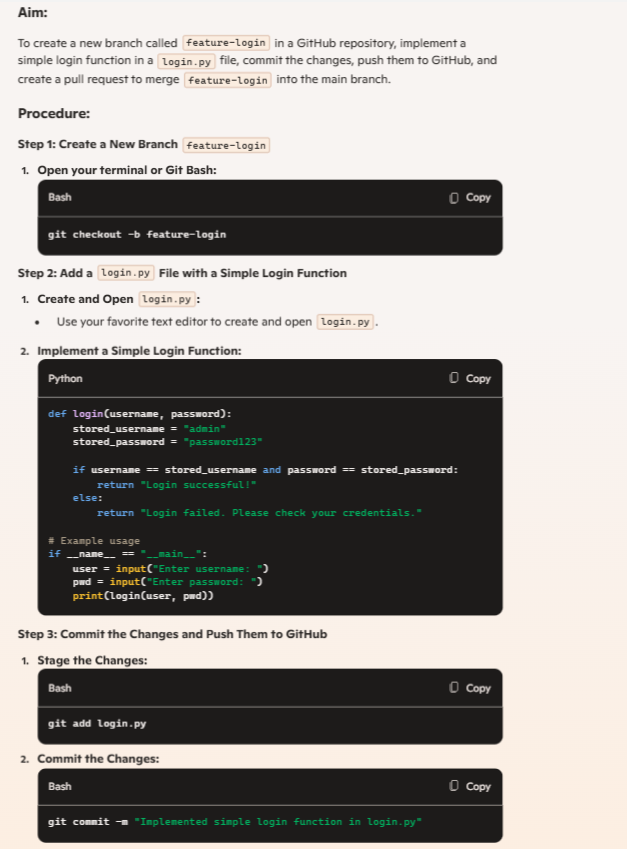 Aim:
To create a new branch called feature-login in a GitHub repository, implement a
simple login function in a login.py file, commit the changes, push them to GitHub, and
create a pull request to merge feature-login into the main branch.
Procedure:
Step 1: Create a New Branch feature-login
1. Open your terminal or Git Bash:
Bash Copy
git checkout -b feature-login
Step 2: Add a login.py File with a Simple Login Function
1. Create and Open login.py :
• Use your favorite text editor to create and open login.py .
2. Implement a Simple Login Function:
Python Copy
def login(username, password):
    stored_username = "admin"
    stored_password = "password123"
    if username == stored_username and password == stored_password:
        return "Login successful!"
    else:
        return "Login failed. Please check your credentials."
# Example usage
if __name__ == "__main__":
    user = input("Enter username: ")
    pwd = input("Enter password: ")
    print(login(user, pwd))
Step 3: Commit the Changes and Push Them to GitHub
1. Stage the Changes:
Bash Copy
git add login.py
2. Commit the Changes:
Bash Copy
git commit -m "Implemented simple login function in login.py"